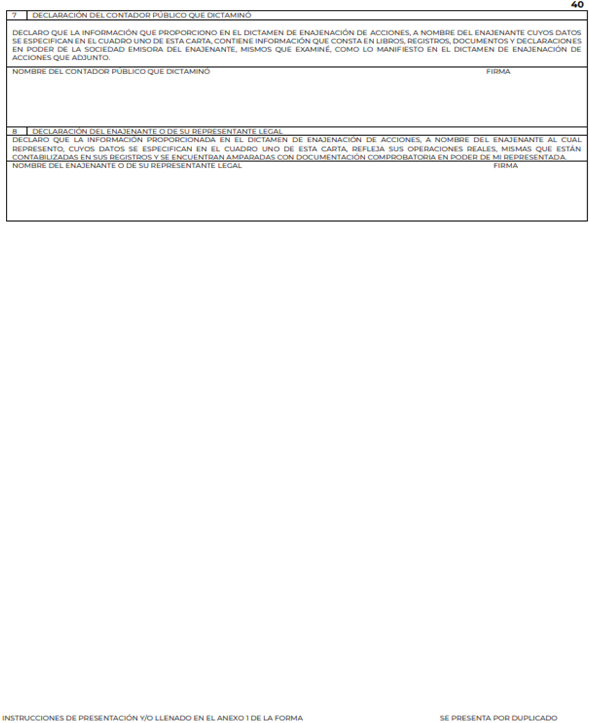 40
7 DECLARACIÓN DEL CONTADOR PÚBLICO QUE DICTAMINÓ
DECLARO QUE LA INFORMACIÓN QUE PROPORCIONO EN EL DICTAMEN DE ENAJENACIÓN DE ACCIONES, A NOMBRE DEL ENAJENANTE CUYOS DATOS
SE ESPECIFICAN EN EL CUADRO UNO DE ESTA CARTA, CONTIENE INFORMACIÓN QUE CONSTA EN LIBROS, REGISTROS, DOCUMENTOS Y DECLARACIONES
EN PODER DE LA SOCIEDAD EMISORA DEL ENAJENANTE, MISMOS QUE EXAMINÉ, COMO LO MANIFIESTO EN EL DICTAMEN DE ENAJENACIÓN DE
ACCIONES QUE ADJUNTO.
NOMBRE DEL CONTADOR PÚBLICO QUE DICTAMINÓ FIRMA
8 DECLARACIÓN DEL ENAJENANTE O DE SU REPRESENTANTE LEGAL
DECLARO QUE LA INFORMACIÓN PROPORCIONADA EN EL DICTAMEN DE ENAJENACIÓN DE ACCIONES, A NOMBRE DEL ENAJENANTE AL CUAL
REPRESENTO, CUYOS DATOS SE ESPECIFICAN EN EL CUADRO UNO DE ESTA CARTA, REFLEJA SUS OPERACIONES REALES, MISMAS QUE ESTÁN
CONTABILIZADAS EN SUS REGISTROS Y SE ENCUENTRAN AMPARADAS CON DOCUMENTACIÓN COMPROBATORIA EN PODER DE MI REPRESENTADA.
NOMBRE DEL ENAJENANTE O DE SU REPRESENTANTE LEGAL FIRMA
INSTRUCCIONES DE PRESENTACIÓN Y/O LLENADO EN EL ANEXO 1 DE LA FORMA SE PRESENTA POR DUPLICADO